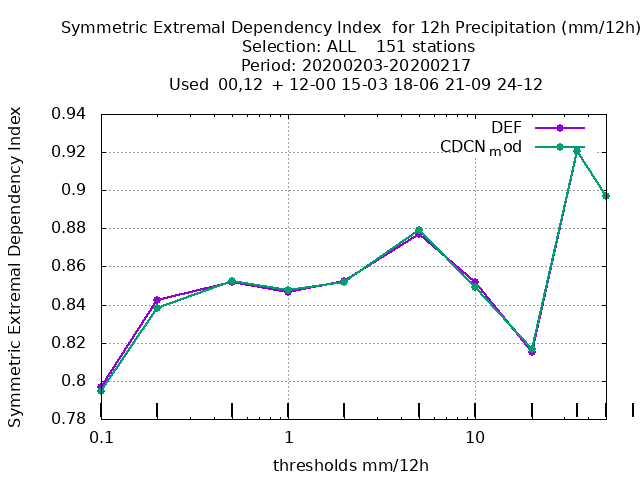 Symmetric Extremal Dependency Index for 12h Precipitation (mm/12h)
Selection: ALL 151 stations
Period: 20200203-20200217
Used 00,12 + 12-00 15-03 18-06 21-09 24-12
Symmetric Extremal Dependency Index
0.94
0.92
0.9
0.88
0.86
0.84
0.82
0.8
0.78
DEF
CDCNmod
0.1
1
10
thresholds mm/12h